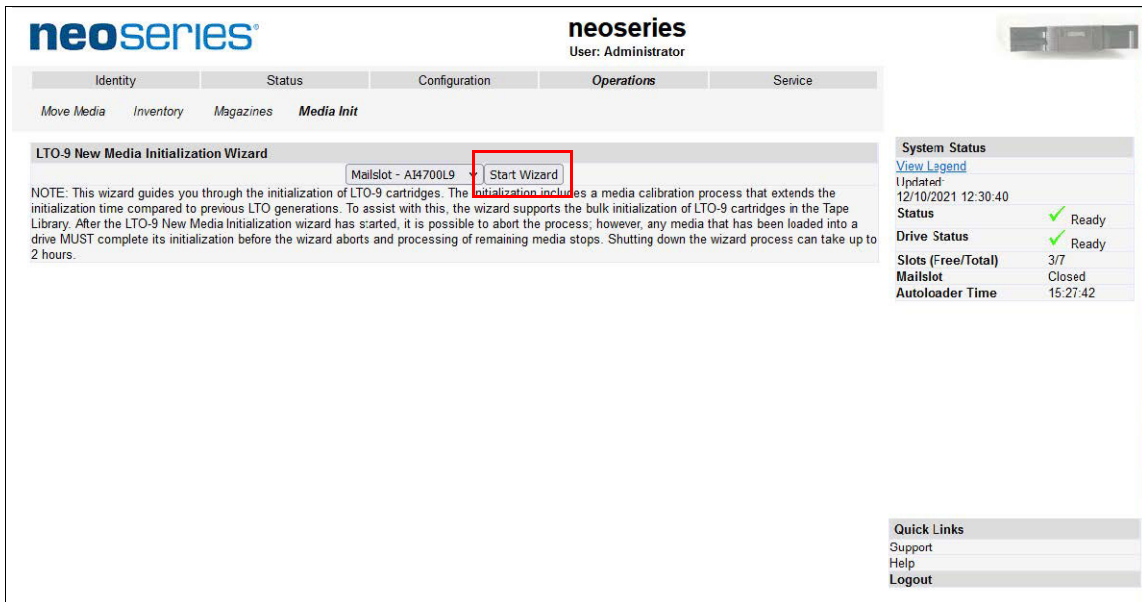 neoseries
neoseries
User: Administrator
Identity Status Configuration Operations Service
Move Media Inventory Magazines Media Init
LTO-9 New Media Initialization Wizard
Mailslot - AI4700L9 Start Wizard
NOTE: This wizard guides you through the initialization of LTO-9 cartridges. The initialization includes a media calibration process that extends the
initialization time compared to previous LTO generations. To assist with this, the wizard supports the bulk initialization of LTO-9 cartridges in the Tape
Library. After the LTO-9 New Media Initialization wizard has started, it is possible to abort the process; however, any media that has been loaded into a
drive MUST complete its initialization before the wizard aborts and processing of remaining media stops. Shutting down the wizard process can take up to
2 hours.
System Status
View Legend
Updated:
12/10/2021 12:30:40
Status Ready
Drive Status Ready
Slots (Free/Total) 3/7
Mailslot Closed
Autoloader Time 15:27:42
Quick Links
Support
Help
Logout